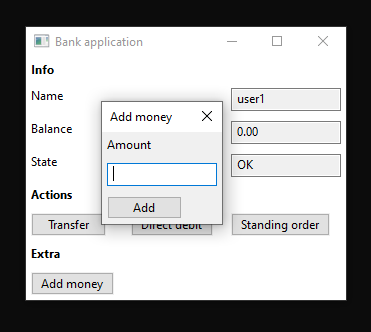 Bank application
Info
Name
user1
Balance
0.00
State
OK
Actions
Transfer
Direct debit
Standing order
Extra
Add money
Add money
Amount
Add